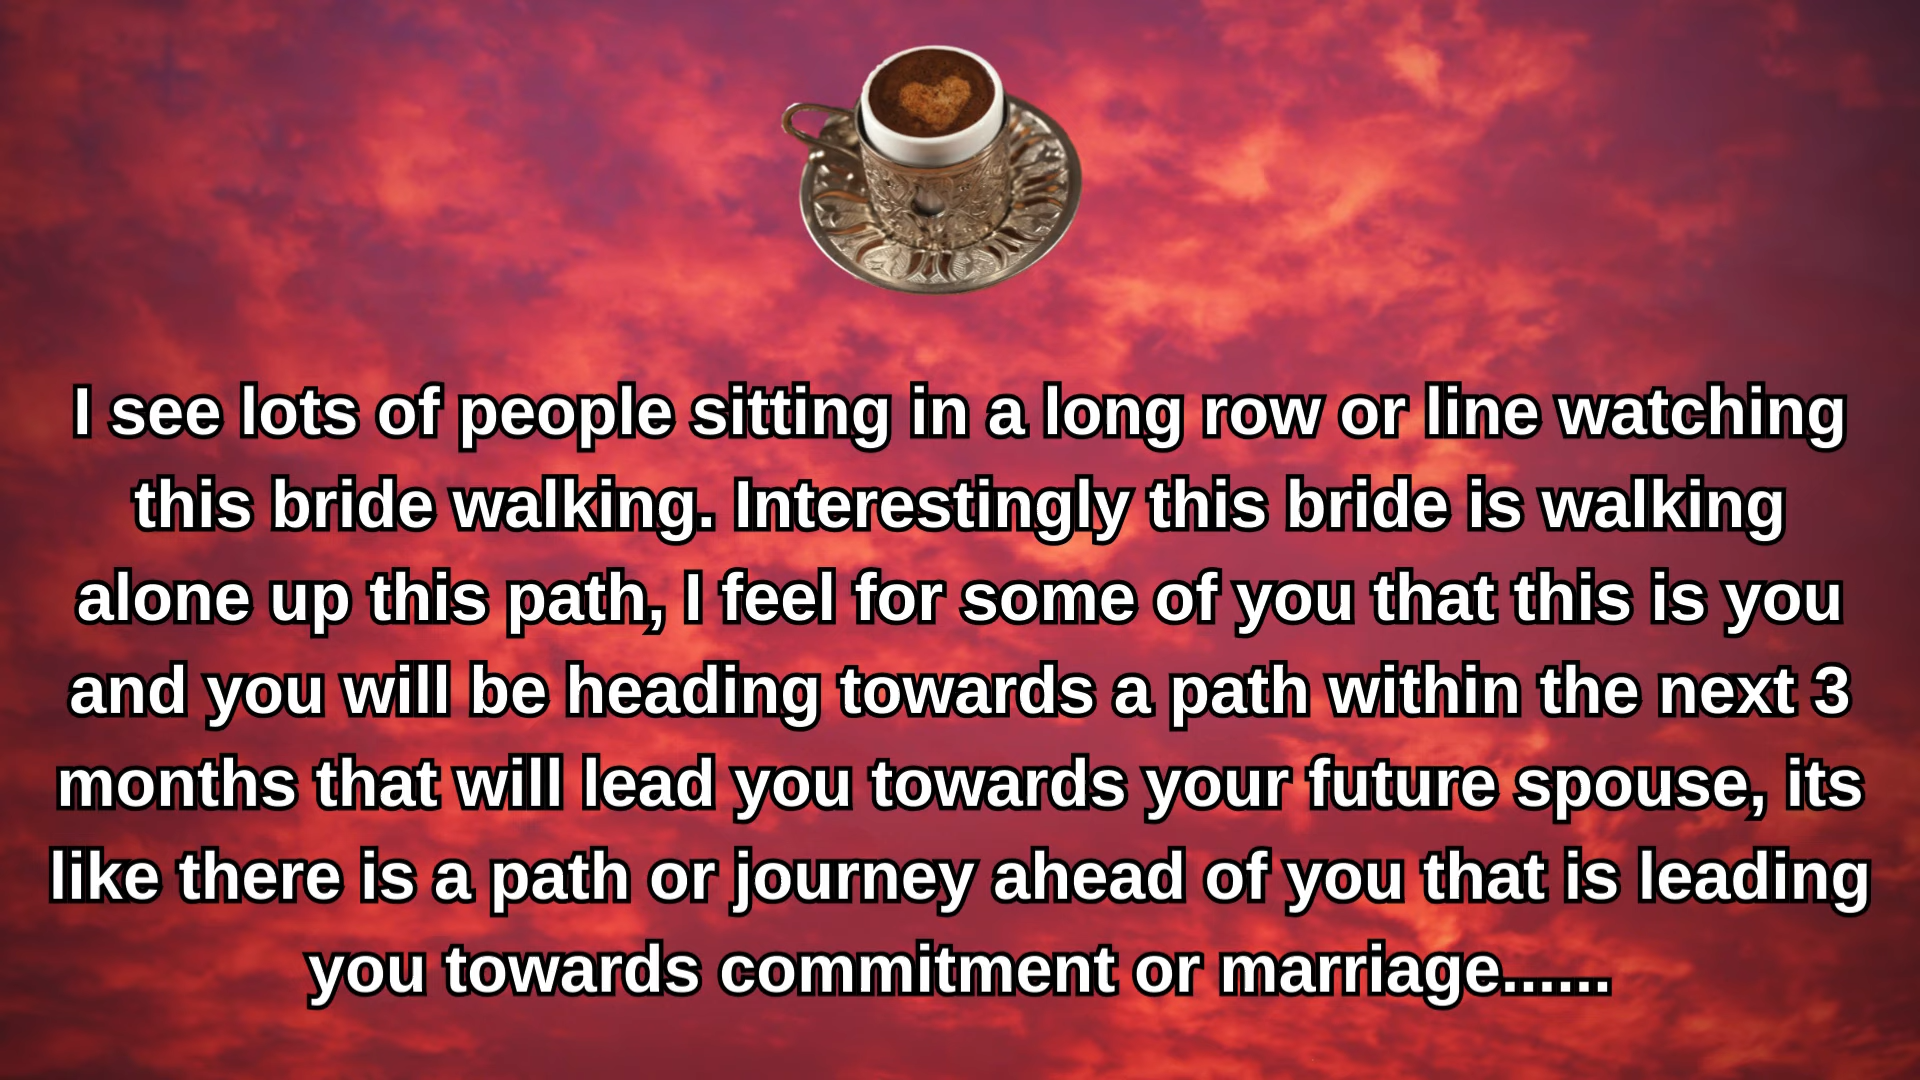 I see lots of people sitting in a long row or line watching
this bride walking. Interestingly this bride is walking
alone up this path, I feel for some of you that this is you
and you will be heading towards a path within the next 3
months that will lead you towards your future spouse, its
like there is a path or journey ahead of you that is leading
you towards commitment or marriage......